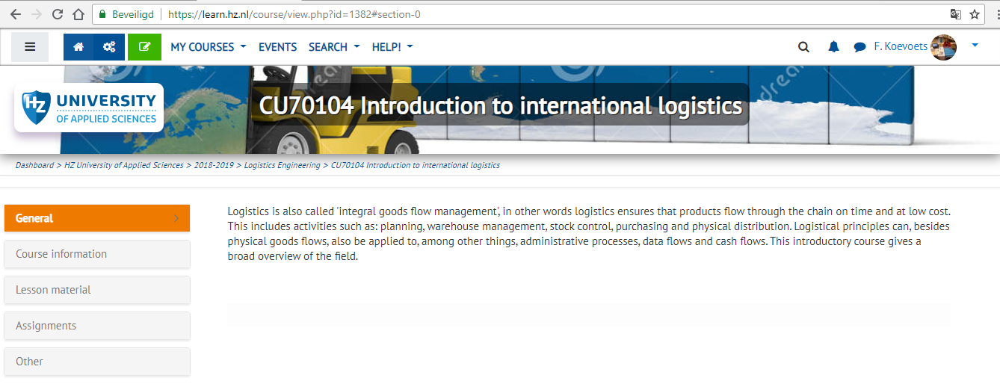 Beveiligd https://learn.hz.nl/course/view.php?id=1382#section-0
MY COURSES EVENTS SEARCH HELP! F. Koevoets
HZ UNIVERSITY
OF APPLIED SCIENCES
CU70104 Introduction to international logistics
Dashboard > HZ University of Applied Sciences > 2018-2019 > Logistics Engineering > CU70104 Introduction to international logistics
General
Course information
Lesson material
Assignments
Other
Logistics is also called 'integral goods flow management', in other words logistics ensures that products flow through the chain on time and at low cost.
This includes activities such as: planning, warehouse management, stock control, purchasing and physical distribution. Logistical principles can, besides
physical goods flows, also be applied to, among other things, administrative processes, data flows and cash flows. This introductory course gives a
broad overview of the field.